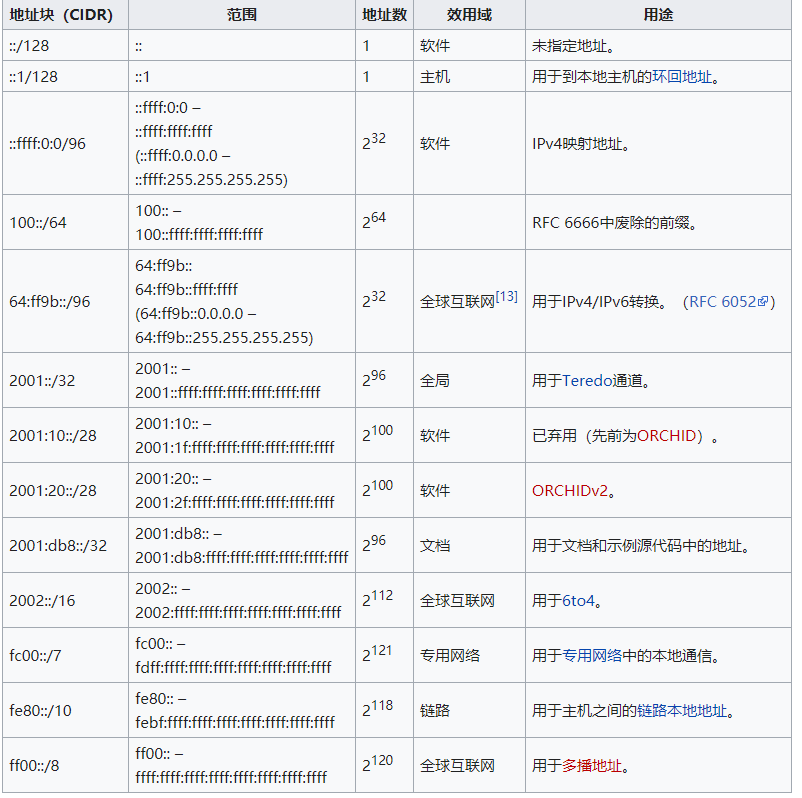 地址块（CIDR） 范围 地址数 效用域 用途
::/128 :: 1 软件 未指定地址。
::1/128 ::1 1 主机 用于到本地主机的环回地址。
::ffff:0:0/96 ::ffff:0:0 – 2^32 软件 IPv4映射地址。
::ffff:ffff:ffff
(::ffff:0.0.0.0 –
::ffff:255.255.255.255)
100::/64 100:: – 2^64 RFC 6666中废除的前缀。
100::ffff:ffff:ffff:ffff
64:ff9b::/96 64:ff9b:: 2^32 全球互联网[13] 用于IPv4/IPv6转换。（RFC 6052）
64:ff9b::ffff:ffff
(64:ff9b::0.0.0.0 –
64:ff9b::255.255.255.255)
2001::/32 2001:: – 2^96 全局 用于Teredo通道。
2001::ffff:ffff:ffff:ffff:ffff:ffff
2001:10::/28 2001:10:: – 2^100 软件 已弃用（先前为ORCHID）。
2001:1f:ffff:ffff:ffff:ffff:ffff:ffff
2001:20::/28 2001:20:: – 2^100 软件 ORCHIDv2。
2001:2f:ffff:ffff:ffff:ffff:ffff:ffff
2001:db8::/32 2001:db8:: – 2^96 文档 用于文档和示例源代码中的地址。
2001:db8:ffff:ffff:ffff:ffff:ffff:ffff
2002::/16 2002:: – 2^112 全球互联网 用于6to4。
2002:ffff:ffff:ffff:ffff:ffff:ffff:ffff
fc00::/7 fc00:: – 2^121 专用网络 用于专用网络中的本地通信。
fdff:ffff:ffff:ffff:ffff:ffff:ffff:ffff
fe80::/10 fe80:: – 2^118 链路 用于主机之间的链路本地地址。
febf:ffff:ffff:ffff:ffff:ffff:ffff:ffff
ff00::/8 ff00:: – 2^120 全球互联网 用于多播地址。
ffff:ffff:ffff:ffff:ffff:ffff:ffff:ffff